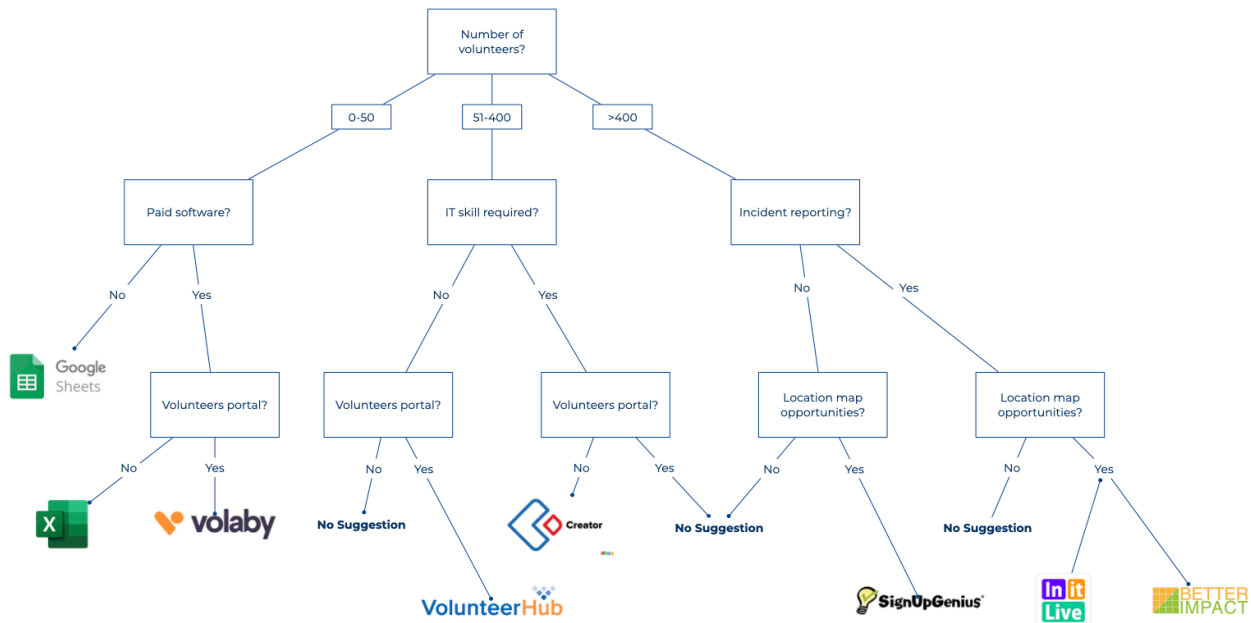 Number of
volunteers?
0-50
51-400
>400
Paid software?
IT skill required?
Incident reporting?
No
Yes
No
Yes
No
Yes
Google
Sheets
Volunteers portal?
Volunteers portal?
Volunteers portal?
Location map
opportunities?
Location map
opportunities?
No
Yes
No
Yes
No
Yes
No
Yes
No
Yes
X
volaby
No Suggestion
Creator
No Suggestion
No Suggestion
VolunteerHub
SignUpGenius
In it
Live
BETTER
IMPACT